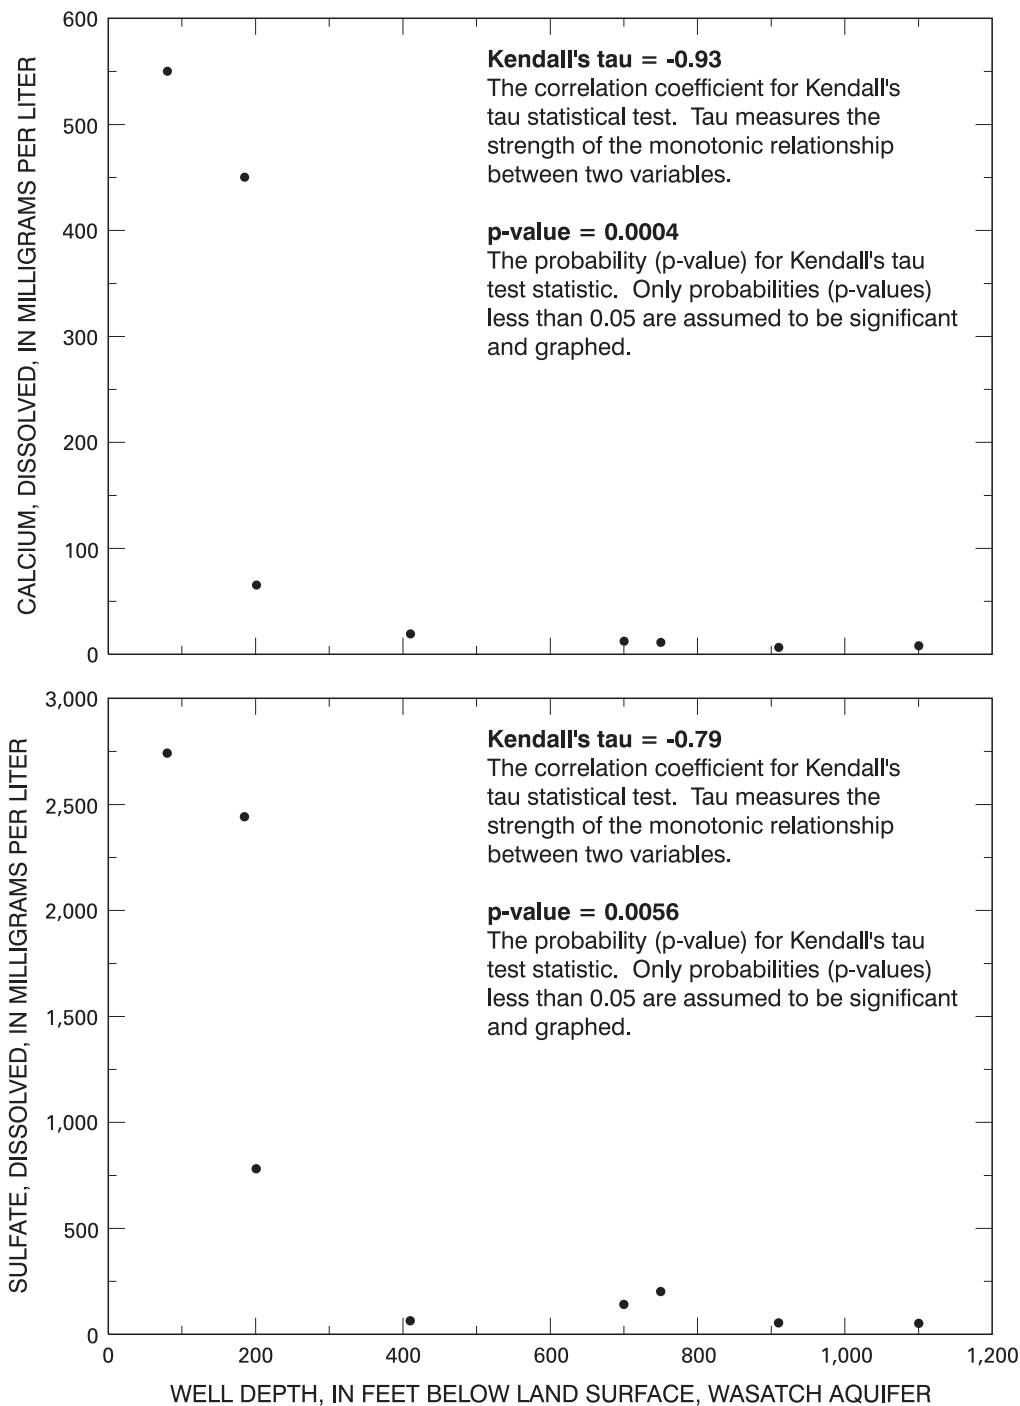 CALCIUM, DISSOLVED, IN MILLIGRAMS PER LITER
600
500
400
300
200
100
0
Kendall's tau = -0.93
The correlation coefficient for Kendall's
tau statistical test. Tau measures the
strength of the monotonic relationship
between two variables.
p-value = 0.0004
The probability (p-value) for Kendall's tau
test statistic. Only probabilities (p-values)
less than 0.05 are assumed to be significant
and graphed.
SULFATE, DISSOLVED, IN MILLIGRAMS PER LITER
3,000
2,500
2,000
1,500
1,000
500
0
Kendall's tau = -0.79
The correlation coefficient for Kendall's
tau statistical test. Tau measures the
strength of the monotonic relationship
between two variables.
p-value = 0.0056
The probability (p-value) for Kendall's tau
test statistic. Only probabilities (p-values)
less than 0.05 are assumed to be significant
and graphed.
0 200 400 600 800 1,000 1,200
WELL DEPTH, IN FEET BELOW LAND SURFACE, WASATCH AQUIFER